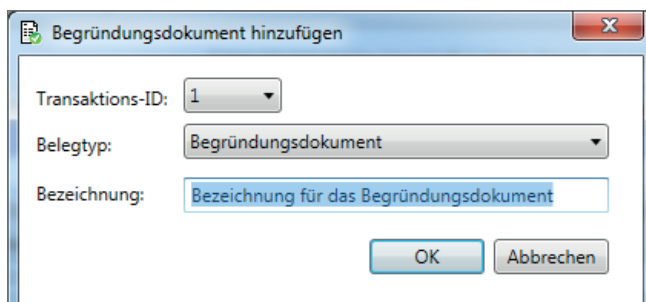 Begründungsdokument hinzufügen
Transaktions-ID: 1
Belegtyp: Begründungsdokument
Bezeichnung: Bezeichnung für das Begründungsdokument
OK Abbrechen